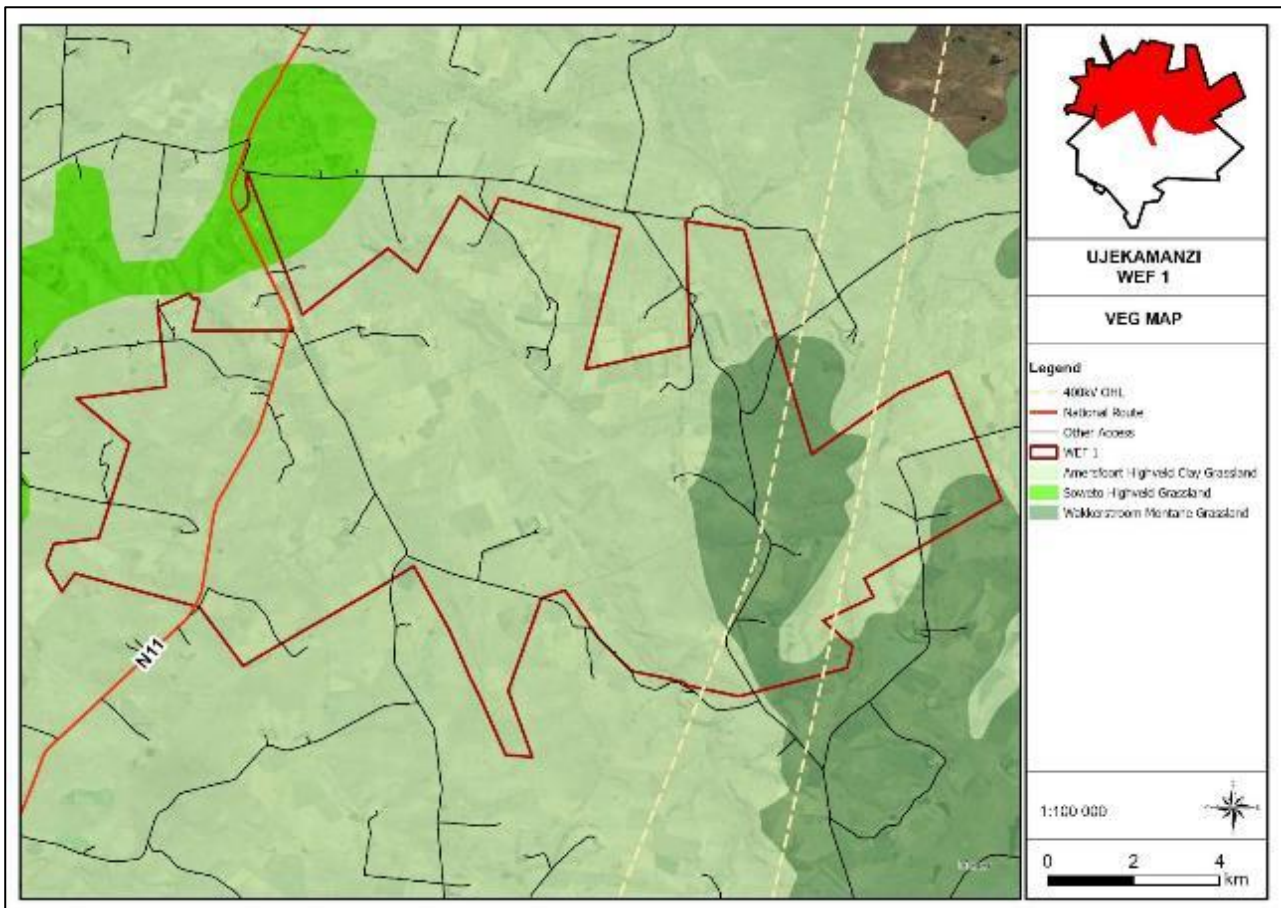 N11
UJEKAMANZI
WEF 1
VEG MAP
Legend
400kV OHL
National Route
Other Access
WEF 1
Amersfoort Highveld Clay Grassland
Soweto Highveld Grassland
Wakkerstroom Montane Grassland
1:100 000
0 2 4
km